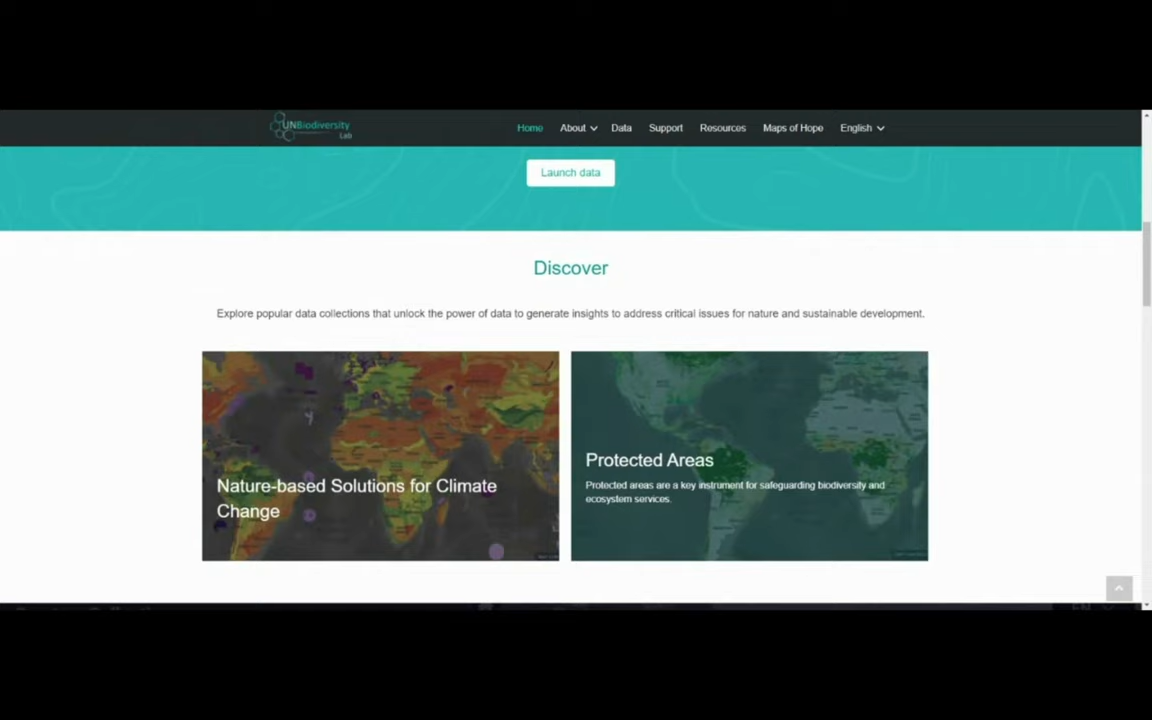 UNBiodiversity
Lab
Home About Data Support Resources Maps of Hope English
Launch data
Discover
Explore popular data collections that unlock the power of data to generate insights to address critical issues for nature and sustainable development.
Nature-based Solutions for Climate
Change
Protected Areas
Protected areas are a key instrument for safeguarding biodiversity and
ecosystem services.